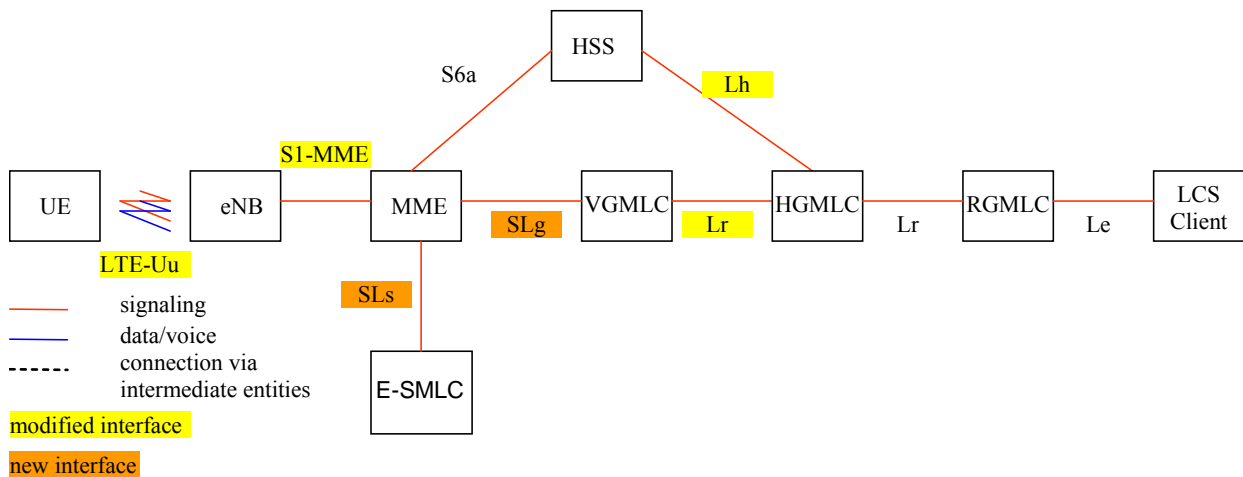 HSS
S6a
Lh
S1-MME
UE
eNB
MME
VGMLC
HGMLC
RGMLC
LCS
Client
SLg
Lr
Lr
Le
LTE-Uu
SLs
signaling
data/voice
connection via
intermediate entities
E-SMLC
modified interface
new interface